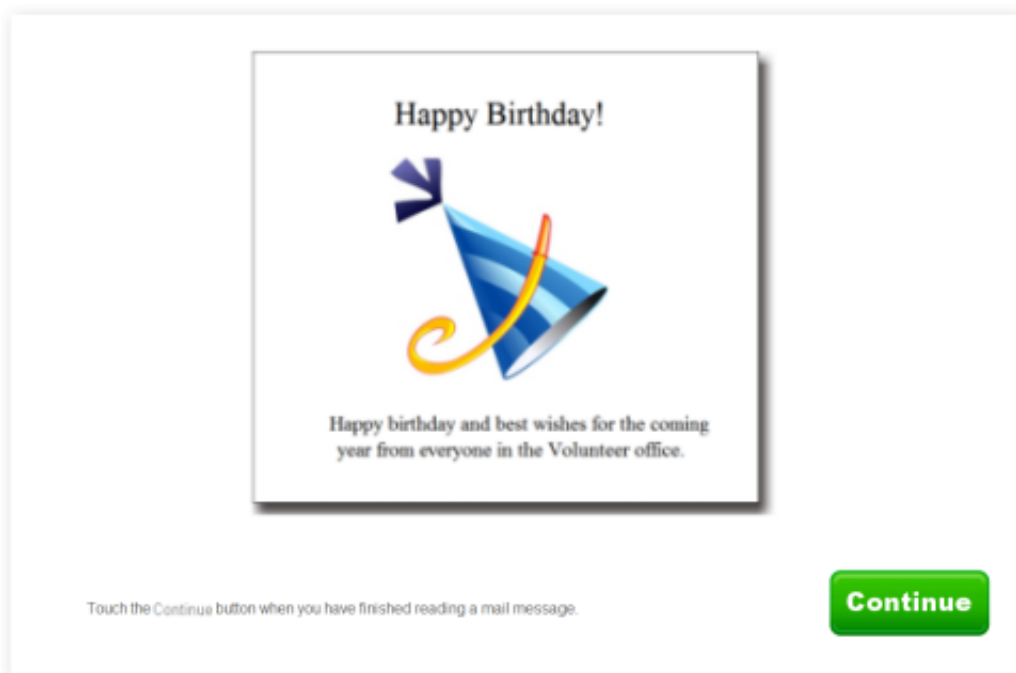 Happy Birthday!
Happy birthday and best wishes for the coming
year from everyone in the Volunteer office.
Touch the Continue button when you have finished reading a mail message.
Continue